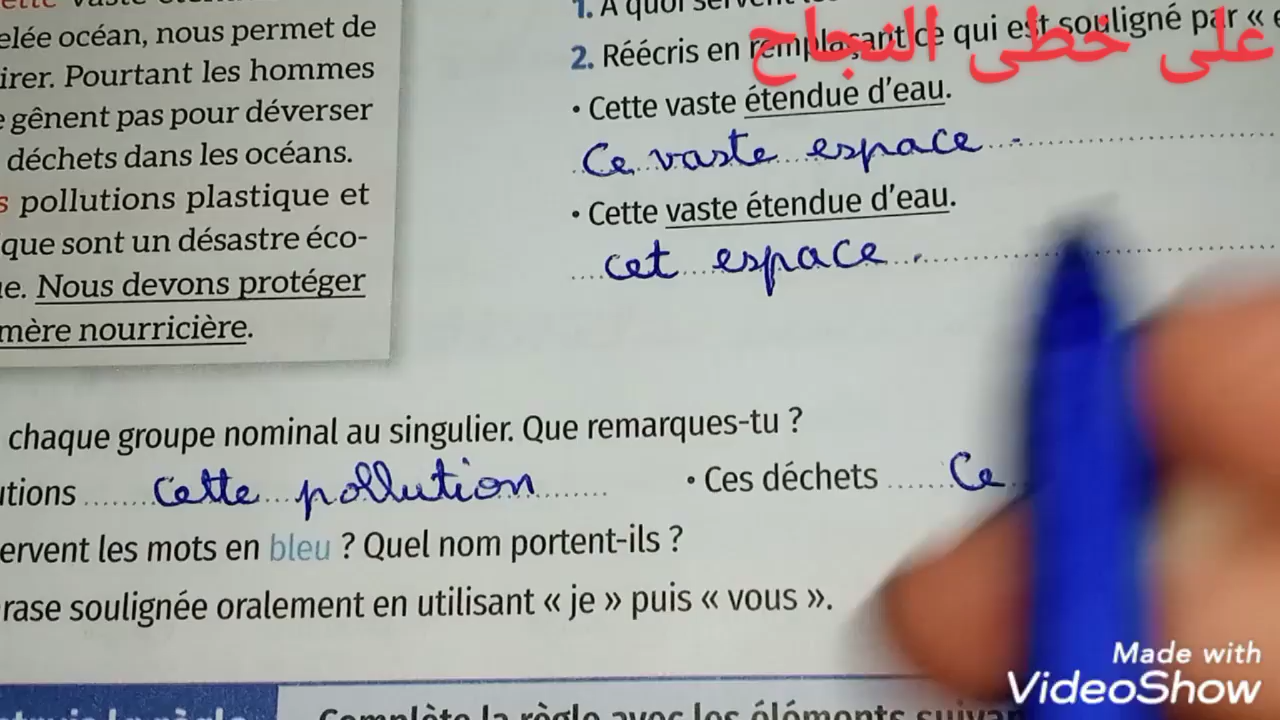 elée océan, nous permet de
irer. Pourtant les hommes
e gênent pas pour déverser
déchets dans les océans.
s pollutions plastique et
que sont un désastre éco-
e. Nous devons protéger
mère nourricière.
1. A quoi servent les
2. Réécris en remplaçant ce qui est souligné par « e
على خطى النجاح
• Cette vaste étendue d'eau.
Ce vaste espace.
• Cette vaste étendue d'eau.
cet espace.
chaque groupe nominal au singulier. Que remarques-tu ?
utions cette pollution • Ces déchets Ce
ervent les mots en bleu ? Quel nom portent-ils ?
rase soulignée oralement en utilisant « je » puis « vous ».
Complète la règle avec les éléments suivan
Made with
VideoShow